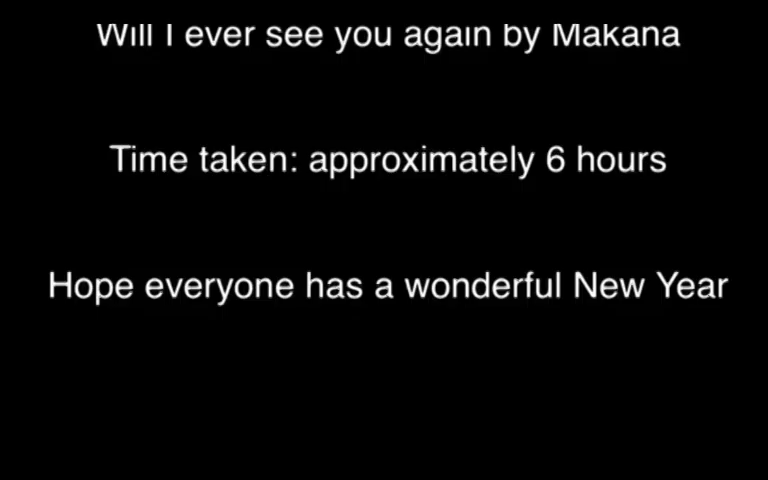 Will I ever see you again by Makana
Time taken: approximately 6 hours
Hope everyone has a wonderful New Year